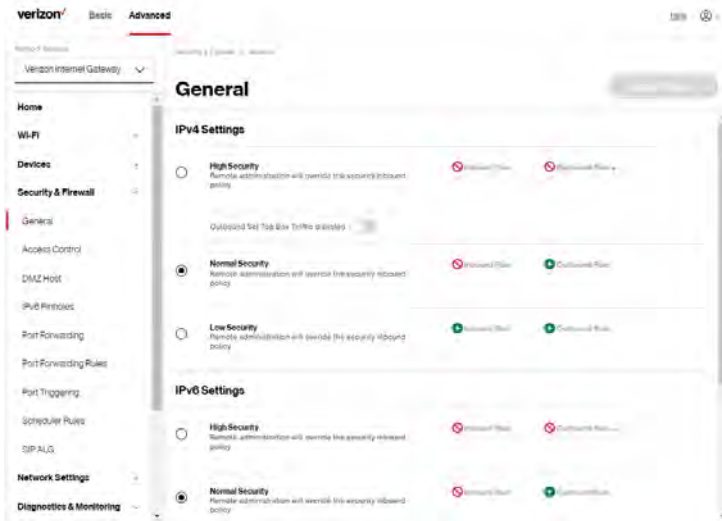 verizon
Basic
Advanced
Verizon Internet Gateway
Home
Wi-Fi
Devices
Security & Firewall
General
Access Control
DMZ Host
IPv6 Pinholes
Port Forwarding
Port Forwarding Rules
Port Triggering
Scheduler Rules
SIP ALG
Network Settings
Diagnostics & Monitoring
General
IPv4 Settings
High Security
Remote administration will override the security inbound
policy
Outbound Set Top Box Traffic
Normal Security
Remote administration will override the security inbound
policy
Low Security
Remote administration will override the security inbound
policy
IPv6 Settings
High Security
Remote administration will override the security inbound
policy
Normal Security
Remote administration will override the security inbound
policy